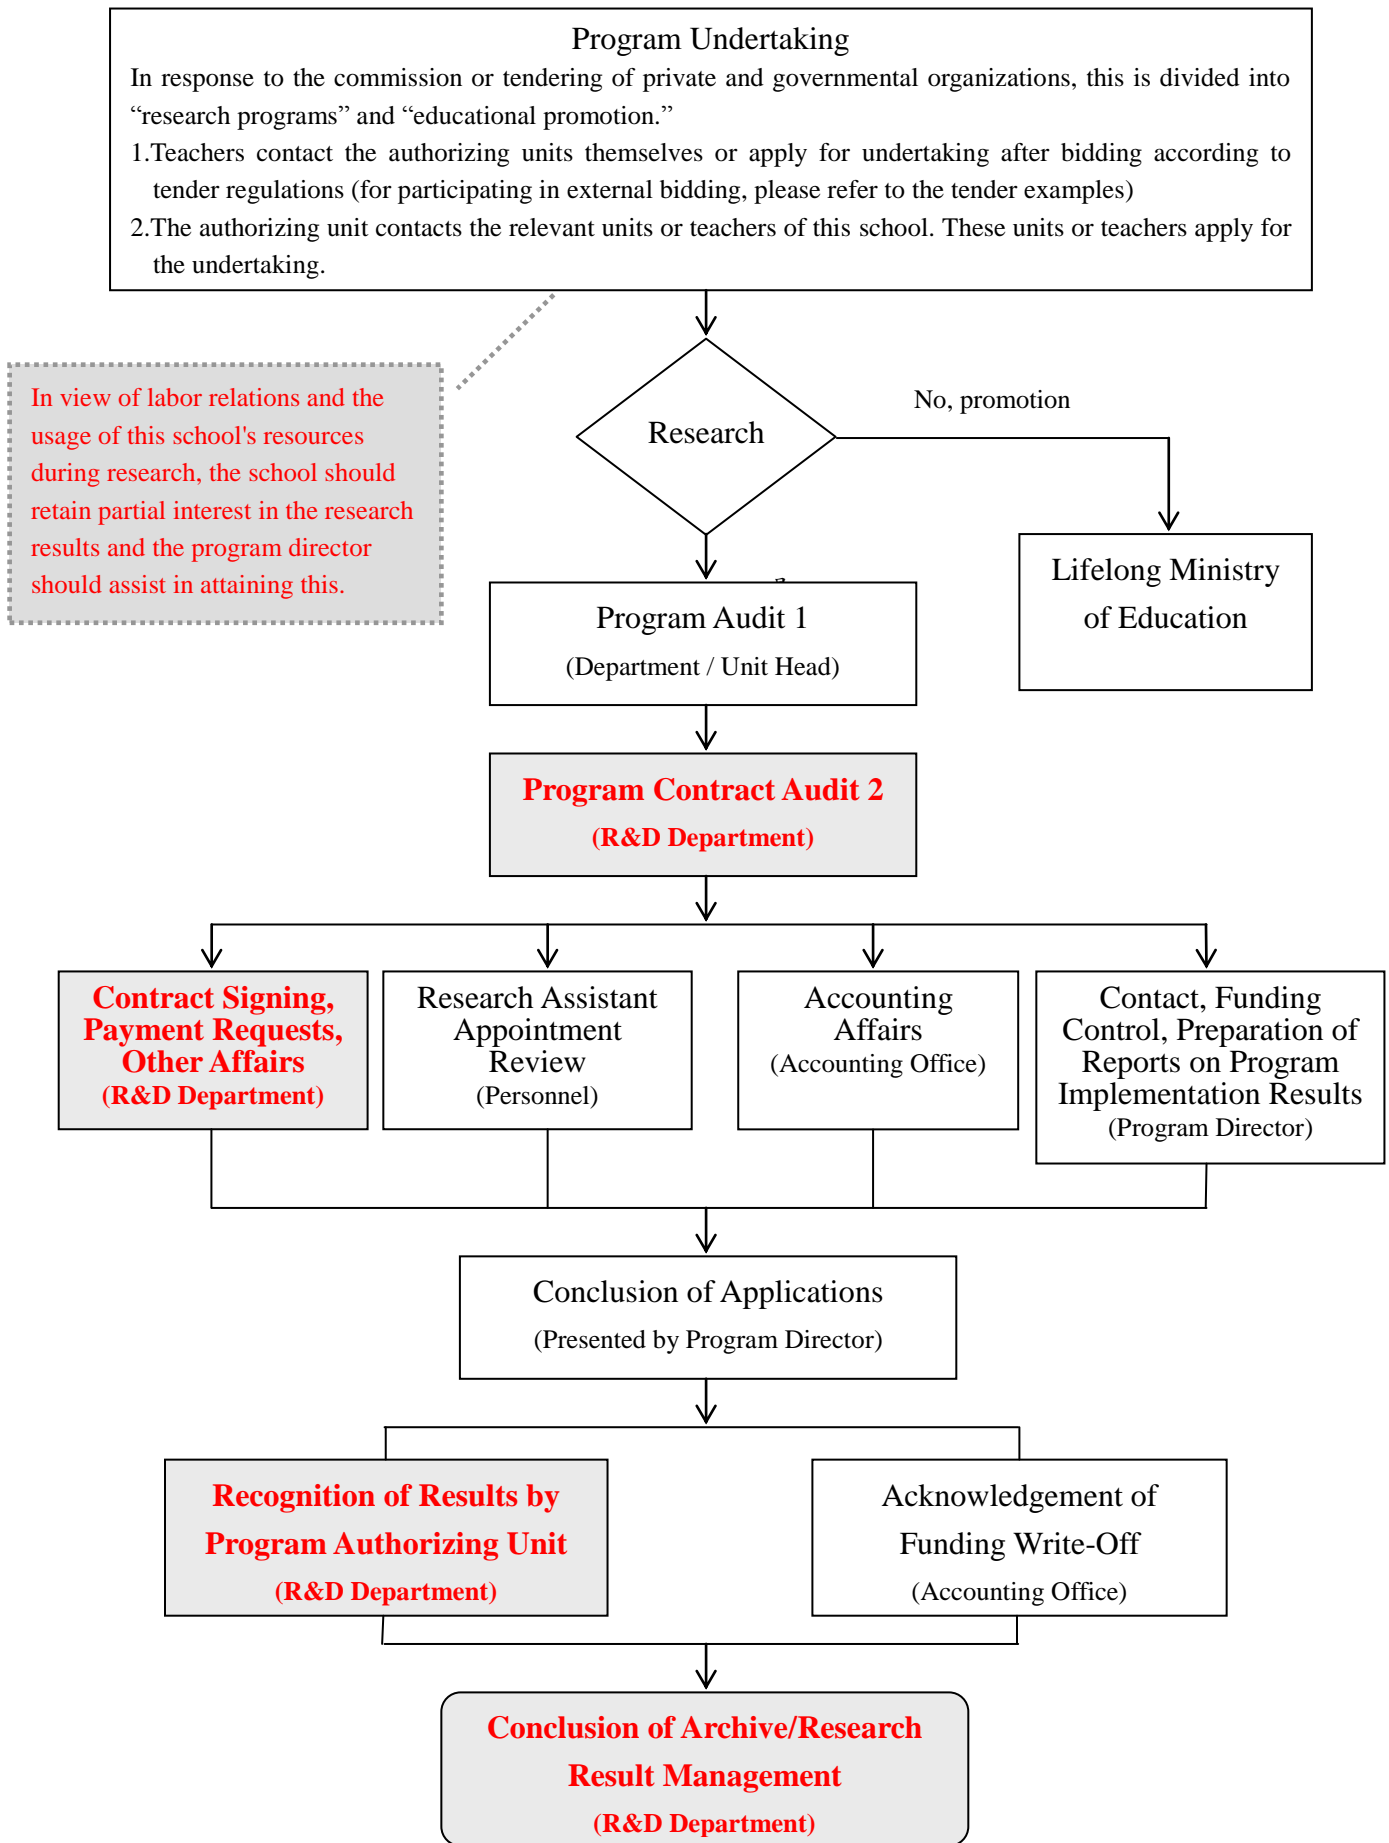 Program Undertaking
In response to the commission or tendering of private and governmental organizations, this is divided into
“research programs” and “educational promotion.”
1.Teachers contact the authorizing units themselves or apply for undertaking after bidding according to
tender regulations (for participating in external bidding, please refer to the tender examples)
2.The authorizing unit contacts the relevant units or teachers of this school. These units or teachers apply for
the undertaking.
In view of labor relations and the
usage of this school's resources
during research, the school should
retain partial interest in the research
results and the program director
should assist in attaining this.
Research
No, promotion
Lifelong Ministry
of Education
Program Audit 1
(Department / Unit Head)
Program Contract Audit 2
(R&D Department)
Contract Signing,
Payment Requests,
Other Affairs
(R&D Department)
Research Assistant
Appointment
Review
(Personnel)
Accounting
Affairs
(Accounting Office)
Contact, Funding
Control, Preparation of
Reports on Program
Implementation Results
(Program Director)
Conclusion of Applications
(Presented by Program Director)
Recognition of Results by
Program Authorizing Unit
(R&D Department)
Acknowledgement of
Funding Write-Off
(Accounting Office)
Conclusion of Archive/Research
Result Management
(R&D Department)